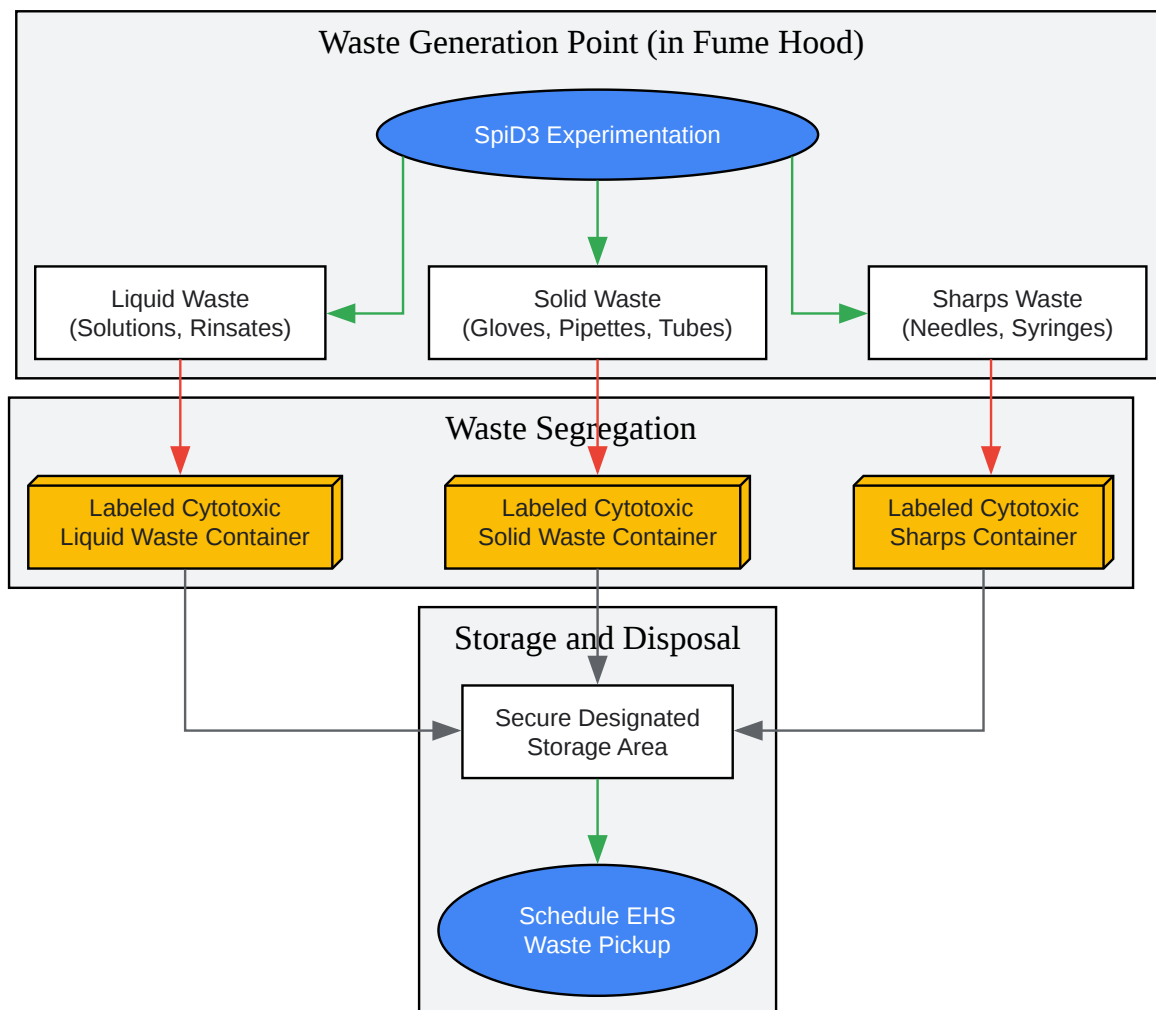 Waste Generation Point (in Fume Hood)
SpiD3 Experimentation
Liquid Waste
(Solutions, Rinsates)
Solid Waste
(Gloves, Pipettes, Tubes)
Sharps Waste
(Needles, Syringes)
Waste Segregation
Labeled Cytotoxic
Liquid Waste Container
Labeled Cytotoxic
Solid Waste Container
Labeled Cytotoxic
Sharps Container
Storage and Disposal
Secure Designated
Storage Area
Schedule EHS
Waste Pickup